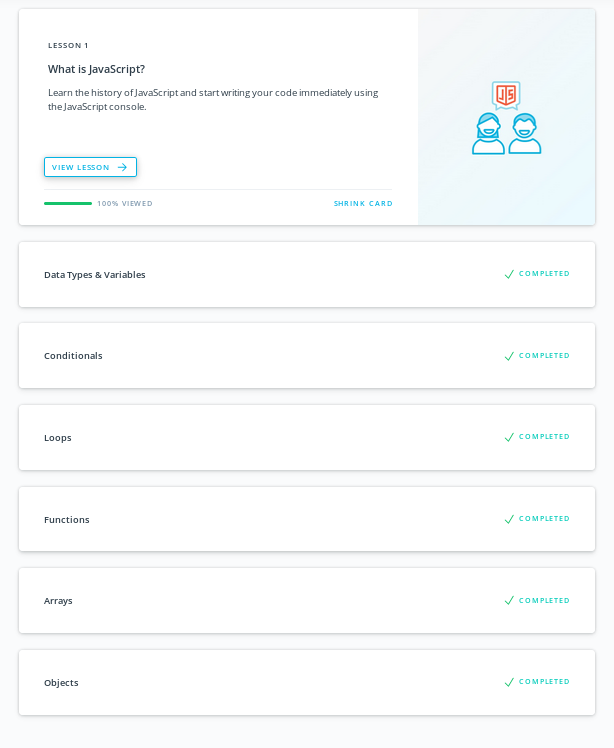 LESSON 1
What is JavaScript?
Learn the history of JavaScript and start writing your code immediately using
the JavaScript console.
JS
VIEW LESSON
100% VIEWED
SHRINK CARD
Data Types & Variables
COMPLETED
Conditionals
COMPLETED
Loops
COMPLETED
Functions
COMPLETED
Arrays
COMPLETED
Objects
COMPLETED